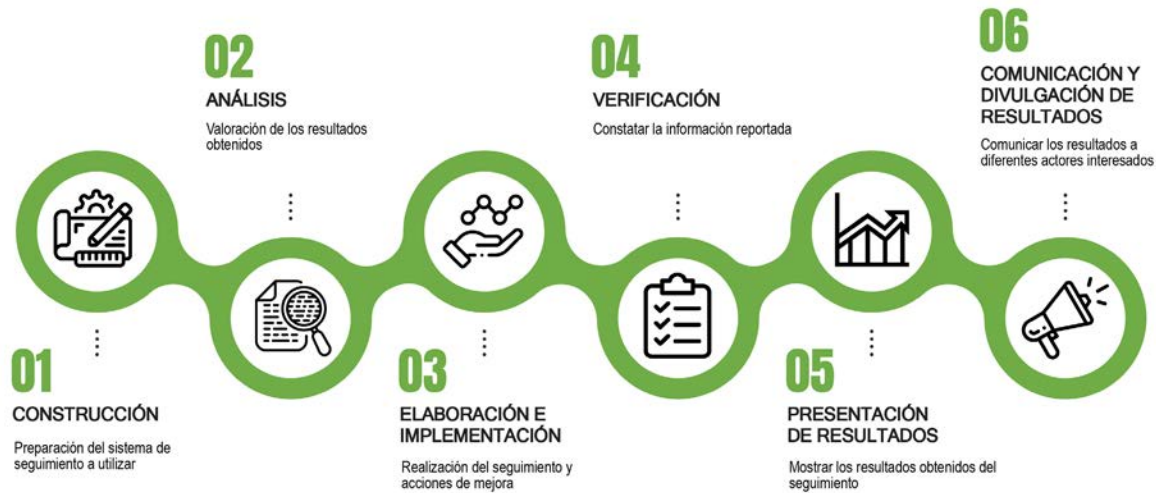 01
CONSTRUCCIÓN
Preparación del sistema de
seguimiento a utilizar
02
ANÁLISIS
Valoración de los resultados
obtenidos
03
ELABORACIÓN E
IMPLEMENTACIÓN
Realización del seguimiento y
acciones de mejora
04
VERIFICACIÓN
Constatar la información reportada
05
PRESENTACIÓN
DE RESULTADOS
Mostrar los resultados obtenidos del
seguimiento
06
COMUNICACIÓN Y
DIVULGACIÓN DE
RESULTADOS
Comunicar los resultados a
diferentes actores interesados